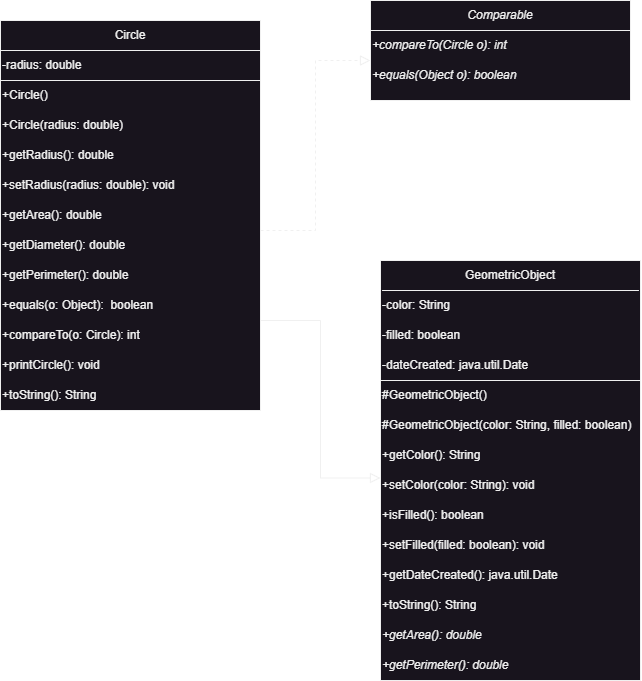 Circle
-radius: double
+Circle()
+Circle(radius: double)
+getRadius(): double
+setRadius(radius: double): void
+getArea(): double
+getDiameter(): double
+getPerimeter(): double
+equals(o: Object):  boolean
+compareTo(o: Circle): int
+printCircle(): void
+toString(): String
Comparable
+compareTo(Circle o): int
+equals(Object o): boolean
GeometricObject
-color: String
-filled: boolean
-dateCreated: java.util.Date
#GeometricObject()
#GeometricObject(color: String, filled: boolean)
+getColor(): String
+setColor(color: String): void
+isFilled(): boolean
+setFilled(filled: boolean): void
+getDateCreated(): java.util.Date
+toString(): String
+getArea(): double
+getPerimeter(): double